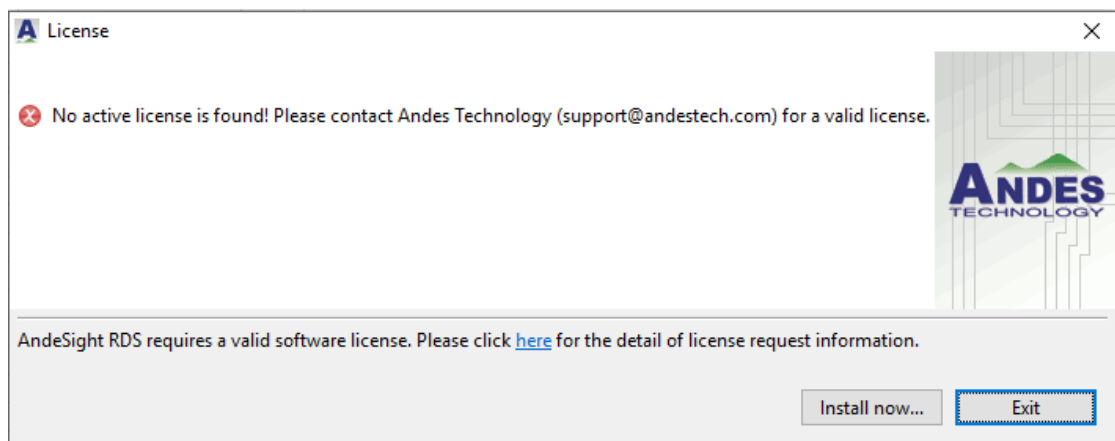 License
No active license is found! Please contact Andes Technology (support@andestech.com) for a valid license.
ANDES
TECHNOLOGY
AndeSight RDS requires a valid software license. Please click here for the detail of license request information.
Install now...
Exit